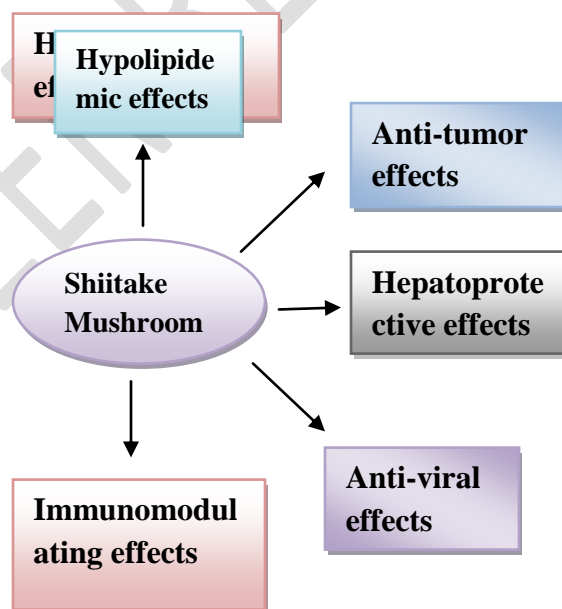 Hypolipide
mic effects
Anti-tumor
effects
Shiitake
Mushroom
Hepatoprote
ctive effects
Anti-viral
effects
Immunomodul
ating effects